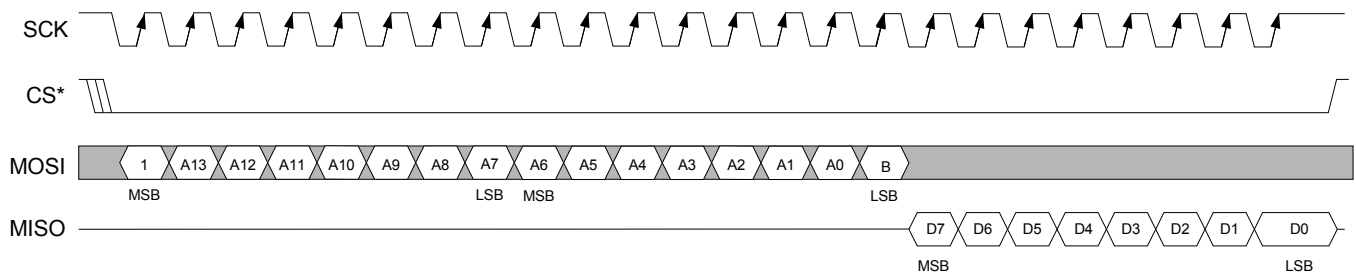 SCK
CS*
MOSI 1 A13 A12 A11 A10 A9 A8 A7 A6 A5 A4 A3 A2 A1 A0 B
MSB LSB MSB LSB
MISO D7 D6 D5 D4 D3 D2 D1 D0
MSB LSB